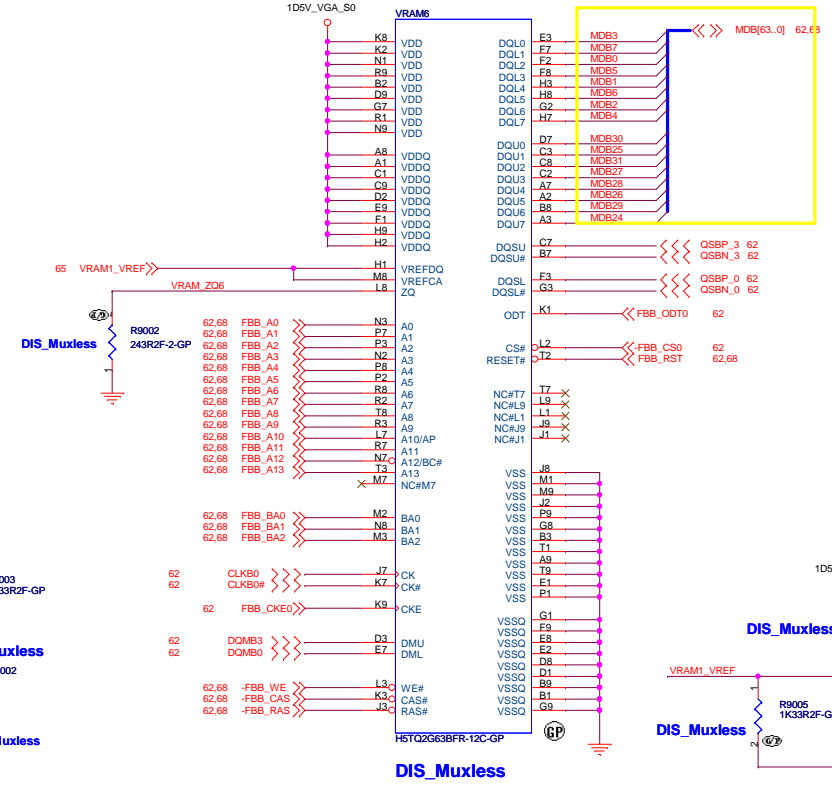 1D5V_VGA_S0
VRAM6
K8 VDD
K2 VDD
N1 VDD
R9 VDD
B2 VDD
D9 VDD
G7 VDD
R1 VDD
N9 VDD
A8 VDDQ
A1 VDDQ
C1 VDDQ
C9 VDDQ
D2 VDDQ
E9 VDDQ
F1 VDDQ
H9 VDDQ
H2 VDDQ
65 VRAM1_VREF H1 VREFDQ
M8 VREFCA
VRAM_ZQ6 L8 ZQ
R9002
243R2F-2-GP
DIS_Muxless
1
62,68 FBB_A0 N3 A0
62,68 FBB_A1 P7 A1
62,68 FBB_A2 P3 A2
62,68 FBB_A3 N2 A3
62,68 FBB_A4 P8 A4
62,68 FBB_A5 P2 A5
62,68 FBB_A6 R8 A6
62,68 FBB_A7 R2 A7
62,68 FBB_A8 T8 A8
62,68 FBB_A9 R3 A9
62,68 FBB_A10 L7 A10/AP
62,68 FBB_A11 R7 A11
62,68 FBB_A12 N7 A12/BC#
62,68 FBB_A13 T3 A13
M7 NC#M7
62,68 FBB_BA0 M2 BA0
62,68 FBB_BA1 N8 BA1
62,68 FBB_BA2 M3 BA2
62 CLKB0 J7 CK
62 CLKB0# K7 CK#
62 FBB_CKE0 K9 CKE
62 DQMB3 D3 DMU
62 DQMB0 E7 DML
62,68 -FBB_WE L3 WE#
62,68 -FBB_CAS K3 CAS#
62,68 -FBB_RAS J3 RAS#
DQL0 E3 MDB3
DQL1 F7 MDB7
DQL2 F2 MDB0
DQL3 F8 MDB5
DQL4 H3 MDB1
DQL5 H8 MDB6
DQL6 G2 MDB2
DQL7 H7 MDB4
MDB[63..0] 62,68
DQU0 D7 MDB30
DQU1 C3 MDB25
DQU2 C8 MDB31
DQU3 C2 MDB27
DQU4 A7 MDB28
DQU5 A2 MDB26
DQU6 B8 MDB29
DQU7 A3 MDB24
DQSU C7 QSBP_3 62
DQSU# B7 QSBN_3 62
DQSL F3 QSBP_0 62
DQSL# G3 QSBN_0 62
ODT K1 FBB_ODT0 62
CS# L2 -FBB_CS0 62
RESET# T2 FBB_RST 62,68
NC#T7 T7
NC#L9 L9
NC#L1 L1
NC#J9 J9
NC#J1 J1
VSS J8
VSS M1
VSS M9
VSS J2
VSS P9
VSS G8
VSS B3
VSS T1
VSS A9
VSS T9
VSS E1
VSS P1
VSSQ G1
VSSQ F9
VSSQ E8
VSSQ E2
VSSQ D8
VSSQ D1
VSSQ B9
VSSQ B1
VSSQ G9
H5TQ2G63BFR-12C-GP
GP
DIS_Muxless
003
33R2F-GP
uxless
002
uxless
1D5
DIS_Muxless
VRAM1_VREF
1
R9005
1K33R2F-G
DIS_Muxless
2